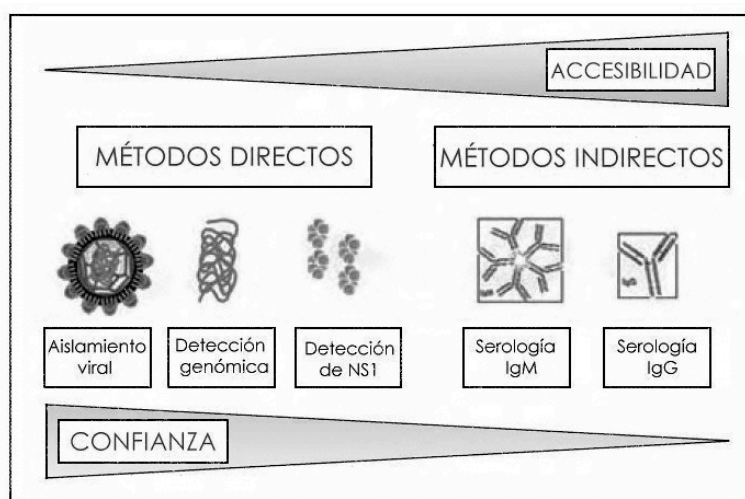 ACCESIBILIDAD
MÉTODOS DIRECTOS
MÉTODOS INDIRECTOS
Aislamiento
viral
Detección
genómica
Detección
de NS1
Serología
IgM
Serología
IgG
CONFIANZA